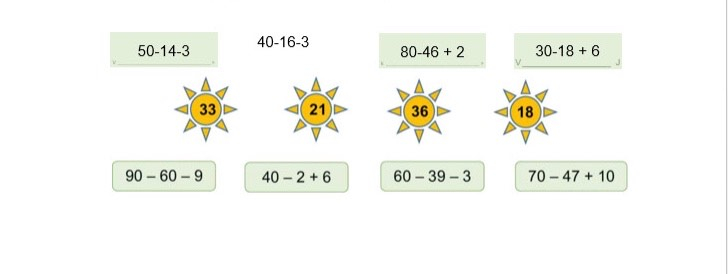 50-14-3
40-16-3
80-46 + 2
30-18 + 6
33
21
36
18
90 – 60 – 9
40 – 2 + 6
60 – 39 – 3
70 – 47 + 10